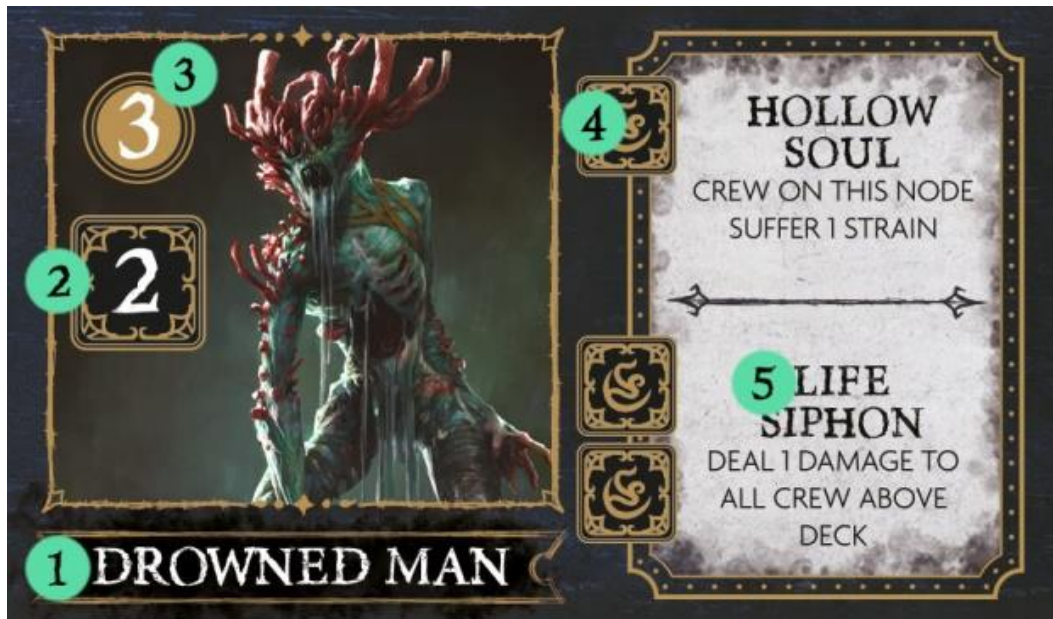 3
3
2
2
1 DROWNED MAN
4
HOLLOW
SOUL
CREW ON THIS NODE
SUFFER 1 STRAIN
5 LIFE
SIPHON
DEAL 1 DAMAGE TO
ALL CREW ABOVE
DECK